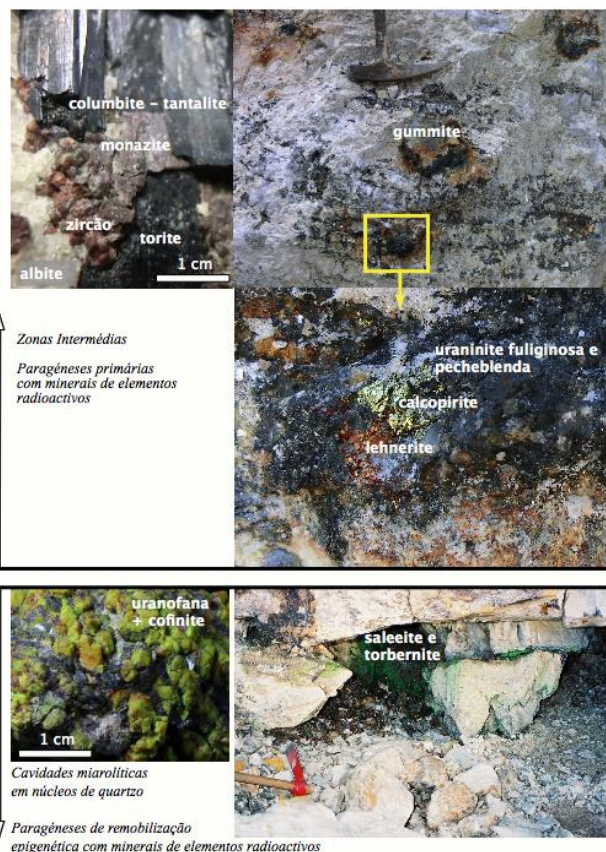 columbite - tantalite
monazite
zircão
torite
albite
1 cm
gummite
Zonas Intermédias
Paragéneses primárias
com minerais de elementos
radioactivos
uraninite fuliginosa e
pecheblenda
calcopirite
lehnerite
uranofana
+ cofinite
1 cm
saleeite e
torbernite
Cavidades miarolíticas
em núcleos de quartzo
Paragéneses de remobilização
epigenética com minerais de elementos radioactivos